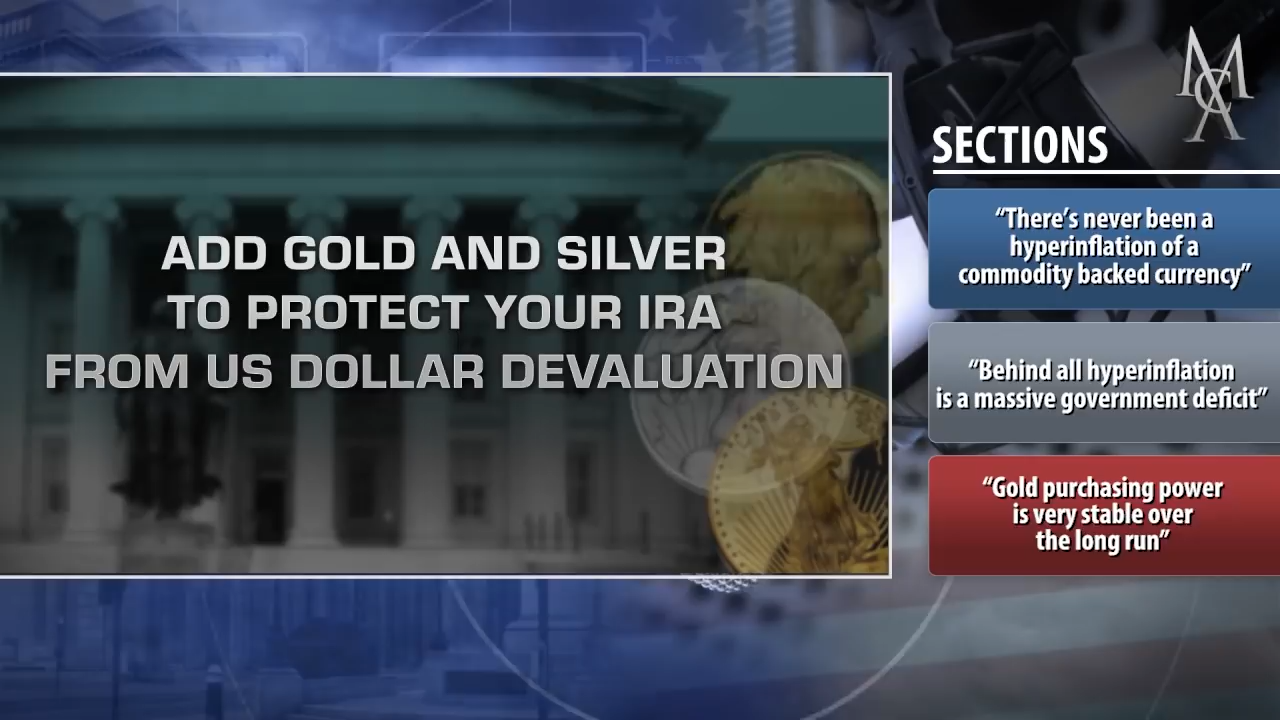 ADD GOLD AND SILVER
TO PROTECT YOUR IRA
FROM US DOLLAR DEVALUATION
MCA
SECTIONS
“There’s never been a
hyperinflation of a
commodity backed currency”
“Behind all hyperinflation
is a massive government deficit”
“Gold purchasing power
is very stable over
the long run”